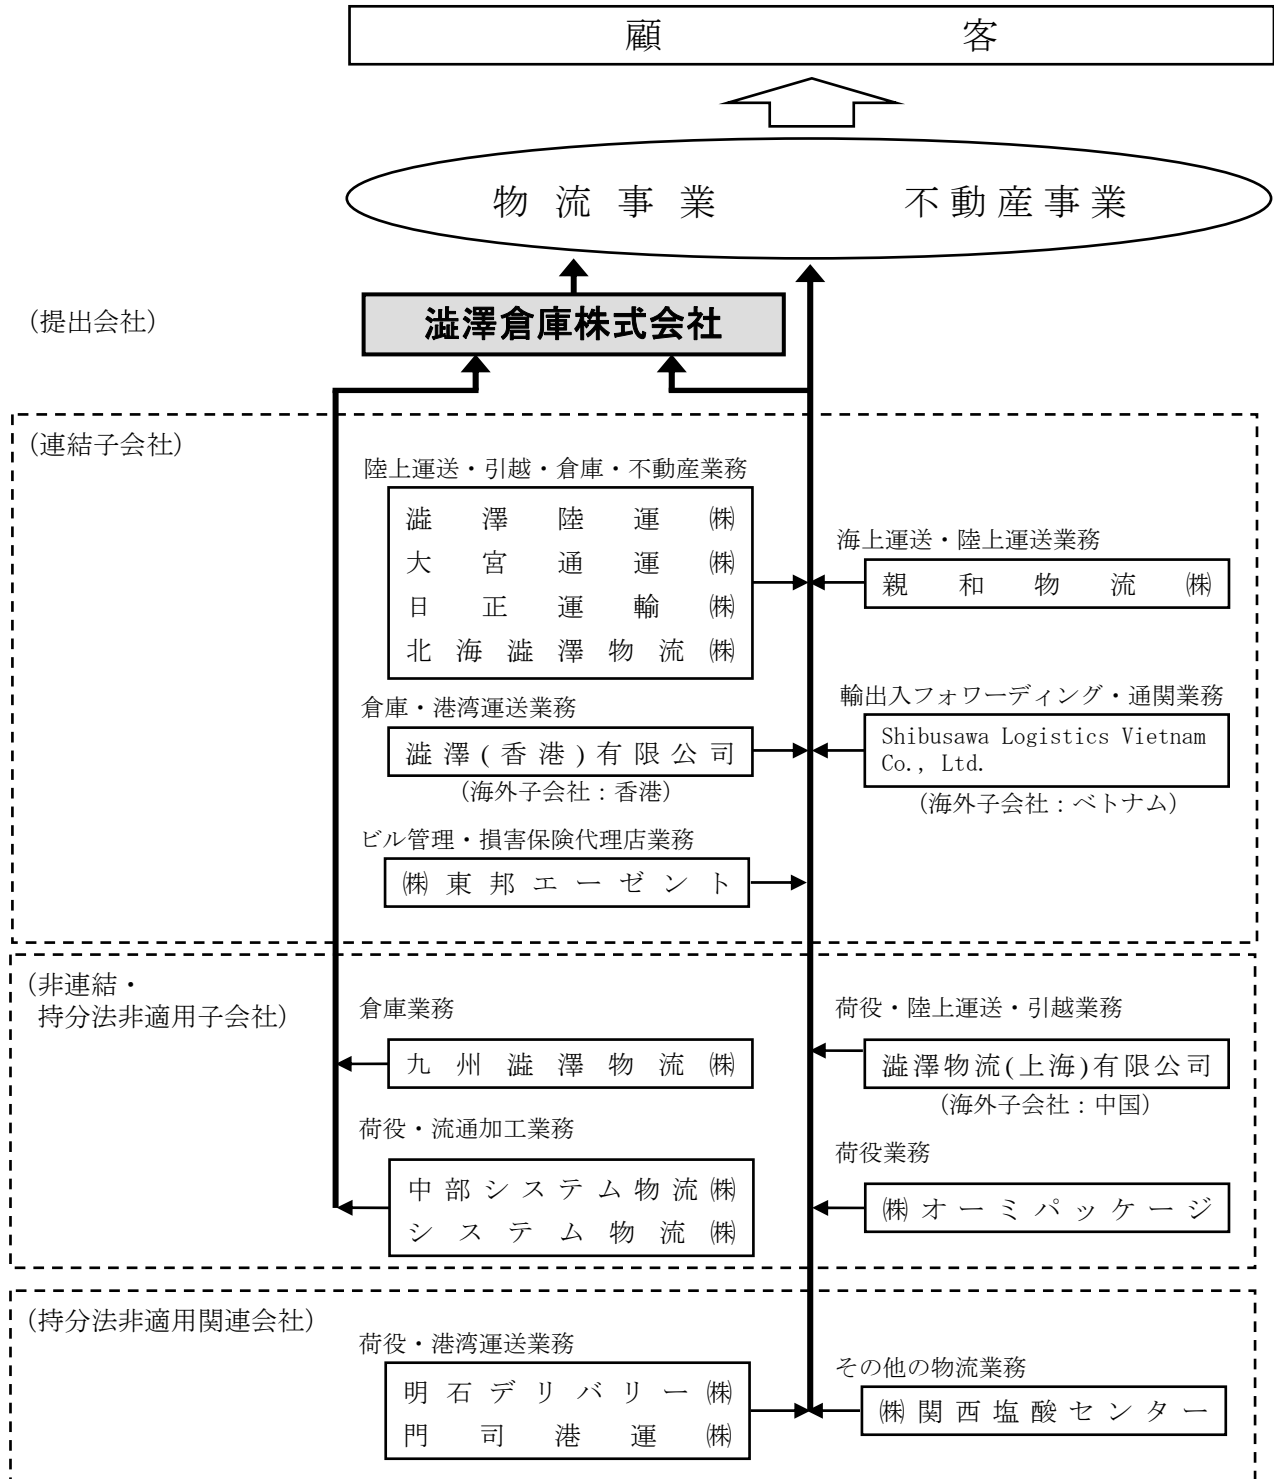 顧客
物流事業 不動産事業
(提出会社)
澁澤倉庫株式会社
(連結子会社)
陸上運送・引越・倉庫・不動産業務
澁澤陸運㈱
大宮通運㈱
日正運輸㈱
北海澁澤物流㈱
海上運送・陸上運送業務
親和物流㈱
倉庫・港湾運送業務
澁澤(香港)有限公司
(海外子会社：香港)
輸出入フォワーディング・通関業務
Shibusawa Logistics Vietnam
Co., Ltd.
(海外子会社：ベトナム)
ビル管理・損害保険代理店業務
㈱東邦エーゼント
(非連結・
持分法非適用子会社)
倉庫業務
九州澁澤物流㈱
荷役・流通加工業務
中部システム物流㈱
システム物流㈱
荷役・陸上運送・引越業務
澁澤物流(上海)有限公司
(海外子会社：中国)
荷役業務
㈱オーミパッケージ
(持分法非適用関連会社)
荷役・港湾運送業務
明石デリバリー㈱
門司港運㈱
その他の物流業務
㈱関西塩酸センター